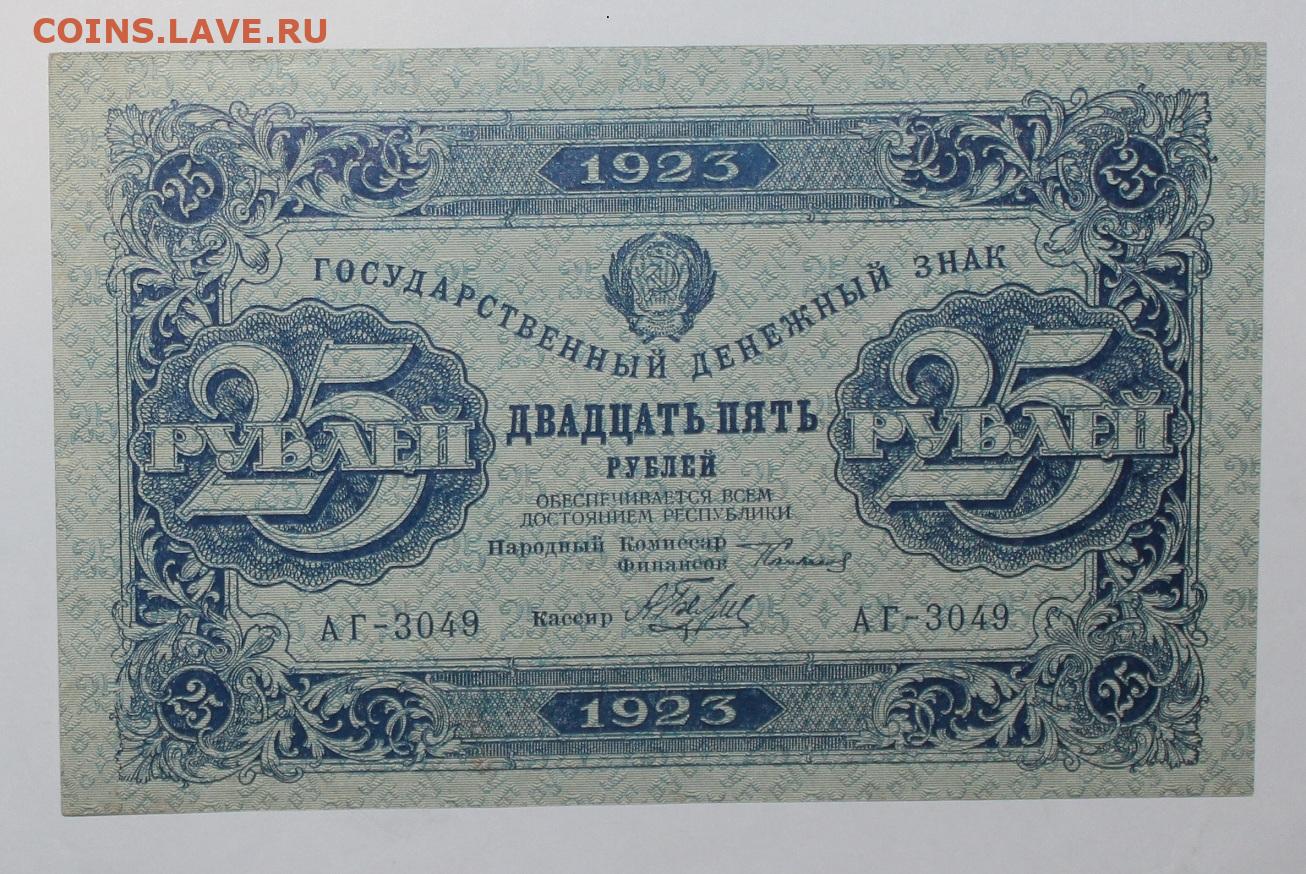 COINS.LAVE.RU
1923
25
25
ГОСУДАРСТВЕННЫЙ ДЕНЕЖНЫЙ ЗНАК
25
РУБЛЕЙ
25
РУБЛЕЙ
ДВАДЦАТЬ ПЯТЬ
РУБЛЕЙ
ОБЕСПЕЧИВАЕТСЯ ВСЕМ
ДОСТОЯНИЕМ РЕСПУБЛИКИ
Народный Комиссар
Финансов
Кассир
АГ-3049
АГ-3049
25
1923
25